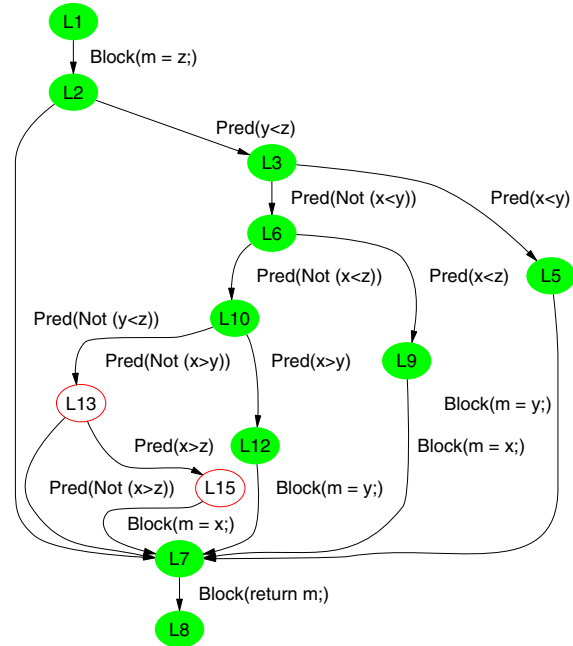 L1
Block(m = z;)
L2
Pred(y<z)
L3
Pred(Not (x<y))
Pred(x<y)
L6
Pred(Not (x<z))
Pred(x<z)
L5
L10
Pred(Not (y<z))
Pred(Not (x>y))
Pred(x>y)
L9
L13
Block(m = y;)
L12
Pred(x>z)
Block(m = x;)
Pred(Not (x>z))
L15
Block(m = y;)
Block(m = x;)
L7
Block(return m;)
L8